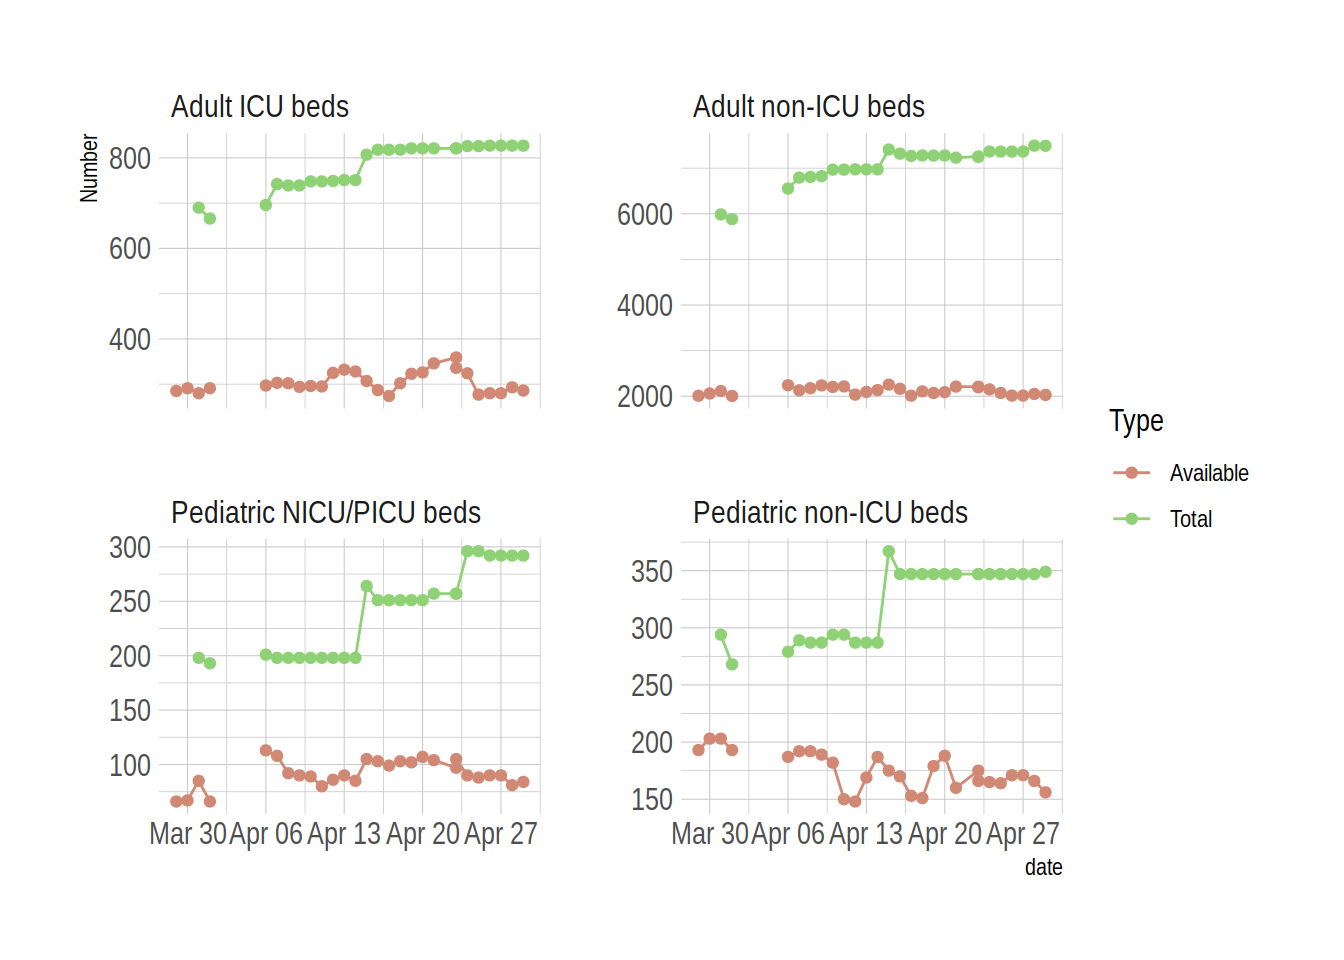 Adult ICU beds
Adult non-ICU beds
Number
800
600
400
6000
4000
2000
Type
Available
Total
Pediatric NICU/PICU beds
Pediatric non-ICU beds
300
250
200
150
100
350
300
250
200
150
Mar 30 Apr 06 Apr 13 Apr 20 Apr 27
Mar 30 Apr 06 Apr 13 Apr 20 Apr 27
date